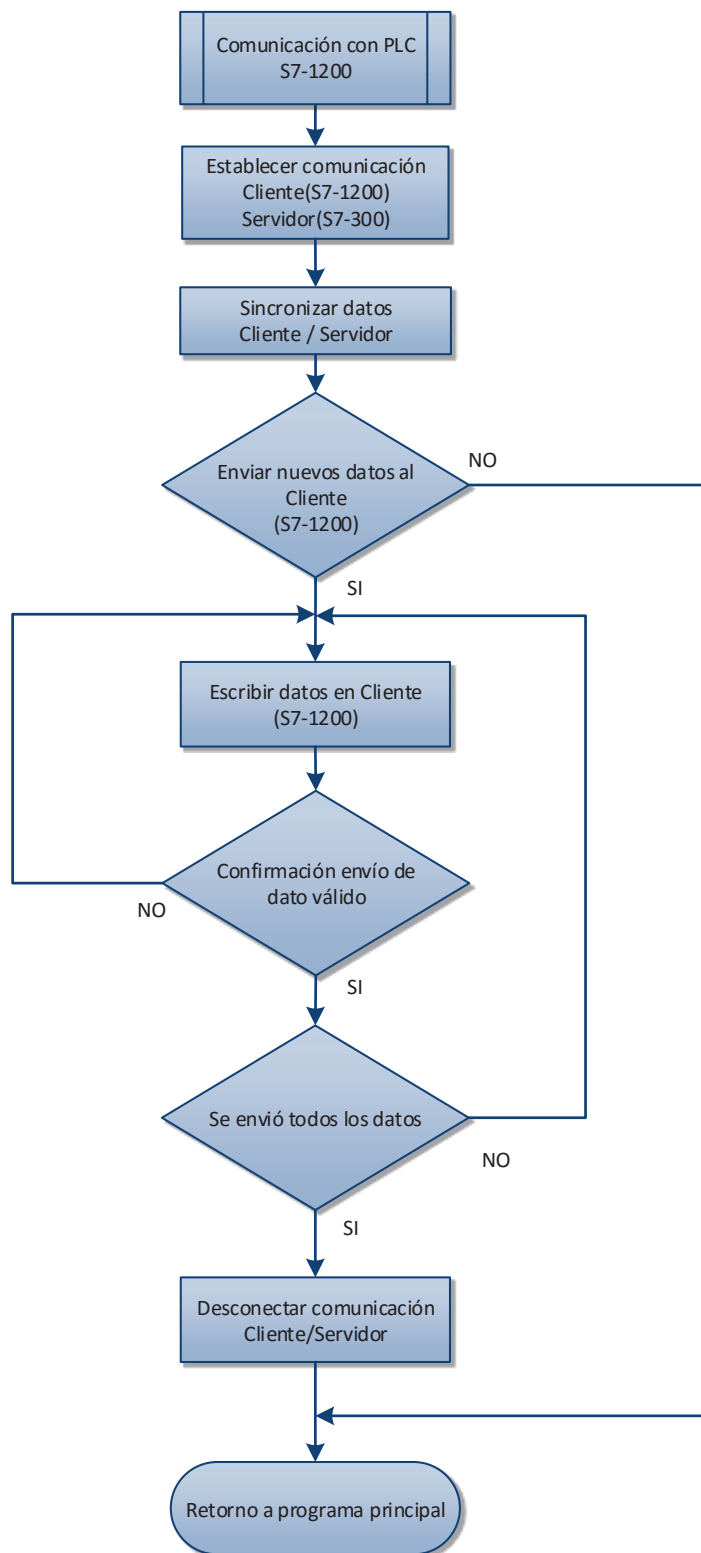 Comunicación con PLC
S7-1200
Establecer comunicación
Cliente(S7-1200)
Servidor(S7-300)
Sincronizar datos
Cliente / Servidor
Enviar nuevos datos al
Cliente
(S7-1200)
NO
SI
Escribir datos en Cliente
(S7-1200)
Confirmación envío de
dato válido
NO
SI
Se envió todos los datos
NO
SI
Desconectar comunicación
Cliente/Servidor
Retorno a programa principal